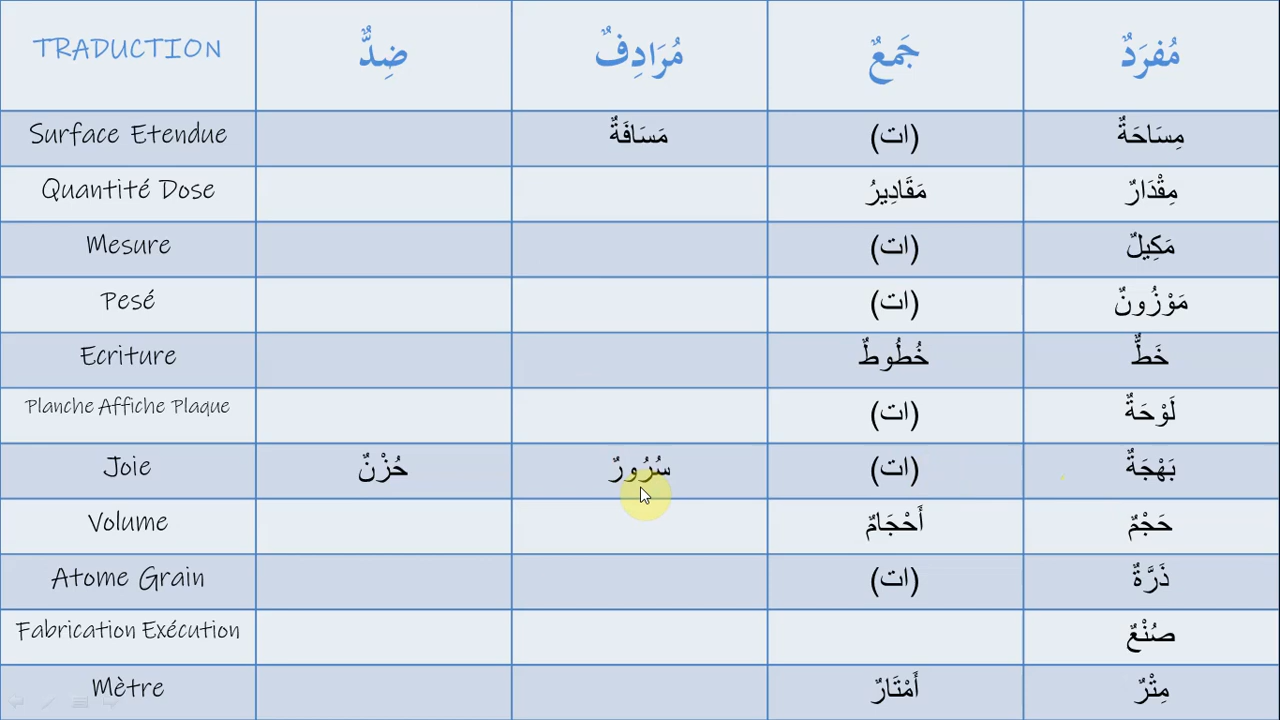 TRADUCTION ضِدٌّ مُرَادِفٌ جَمعٌ مُفرَدٌ
Surface Etendue مَسَافَةٌ (ات) مِسَاحَةٌ
Quantité Dose مَقَادِيرُ مِقْدَارٌ
Mesure (ات) مَكِيلٌ
Pesé (ات) مَوْزُونٌ
Ecriture خُطُوطٌ خَطٌّ
Planche Affiche Plaque (ات) لَوْحَةٌ
Joie حُزْنٌ سُرُورٌ (ات) بَهْجَةٌ
Volume أَحْجَامٌ حَجْمٌ
Atome Grain (ات) ذَرَّةٌ
Fabrication Exécution صُنْعٌ
Mètre أَمْتَارٌ مِتْرٌ